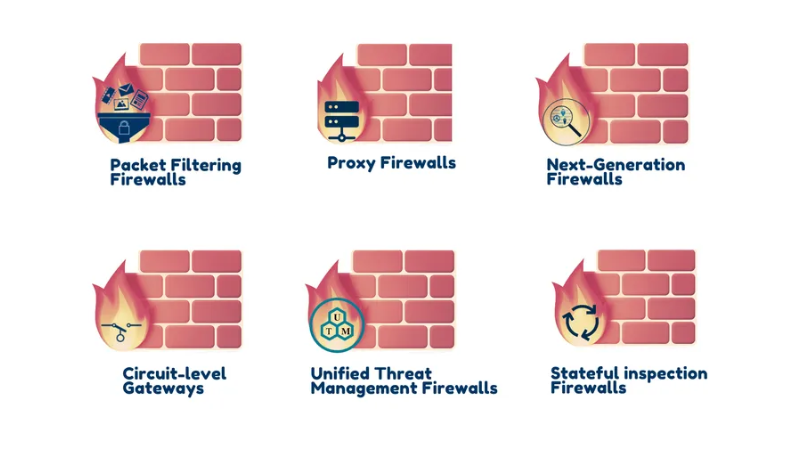 Packet Filtering
Firewalls
Proxy Firewalls
Next-Generation
Firewalls
Circuit-level
Gateways
U
T M
Unified Threat
Management Firewalls
Stateful inspection
Firewalls